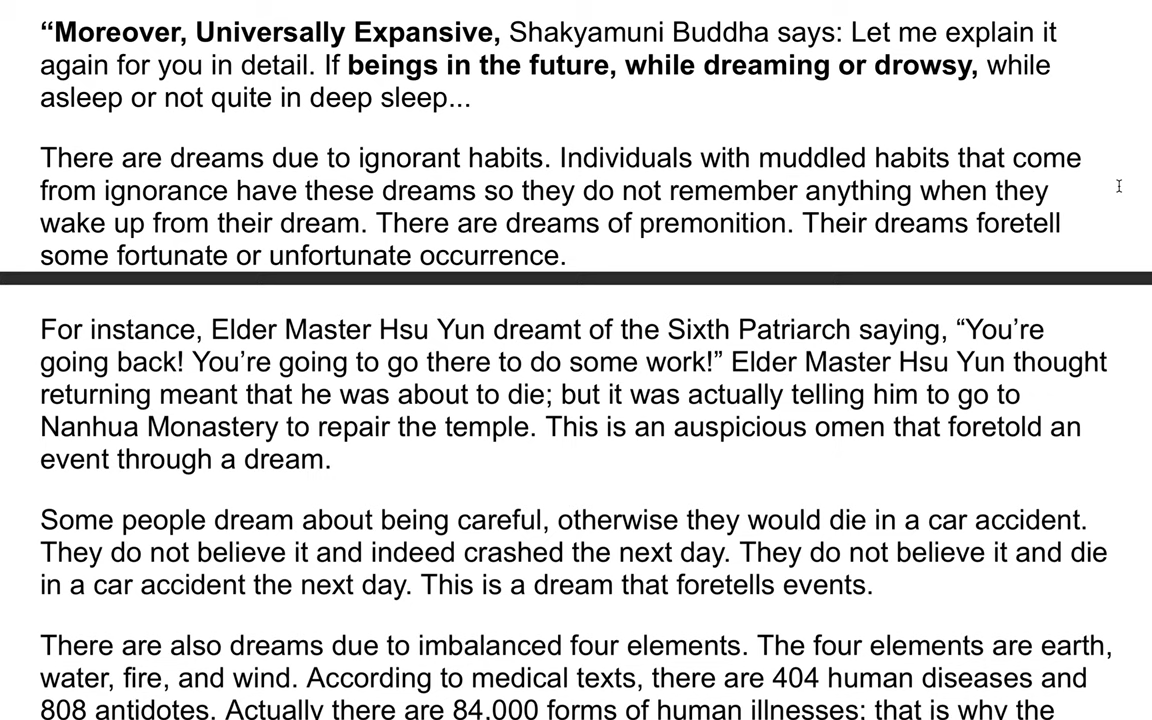 “Moreover, Universally Expansive, Shakyamuni Buddha says: Let me explain it
again for you in detail. If beings in the future, while dreaming or drowsy, while
asleep or not quite in deep sleep...
There are dreams due to ignorant habits. Individuals with muddled habits that come
from ignorance have these dreams so they do not remember anything when they
wake up from their dream. There are dreams of premonition. Their dreams foretell
some fortunate or unfortunate occurrence.
For instance, Elder Master Hsu Yun dreamt of the Sixth Patriarch saying, “You’re
going back! You’re going to go there to do some work!” Elder Master Hsu Yun thought
returning meant that he was about to die; but it was actually telling him to go to
Nanhua Monastery to repair the temple. This is an auspicious omen that foretold an
event through a dream.
Some people dream about being careful, otherwise they would die in a car accident.
They do not believe it and indeed crashed the next day. They do not believe it and die
in a car accident the next day. This is a dream that foretells events.
There are also dreams due to imbalanced four elements. The four elements are earth,
water, fire, and wind. According to medical texts, there are 404 human diseases and
808 antidotes. Actually there are 84,000 forms of human illnesses; that is why the